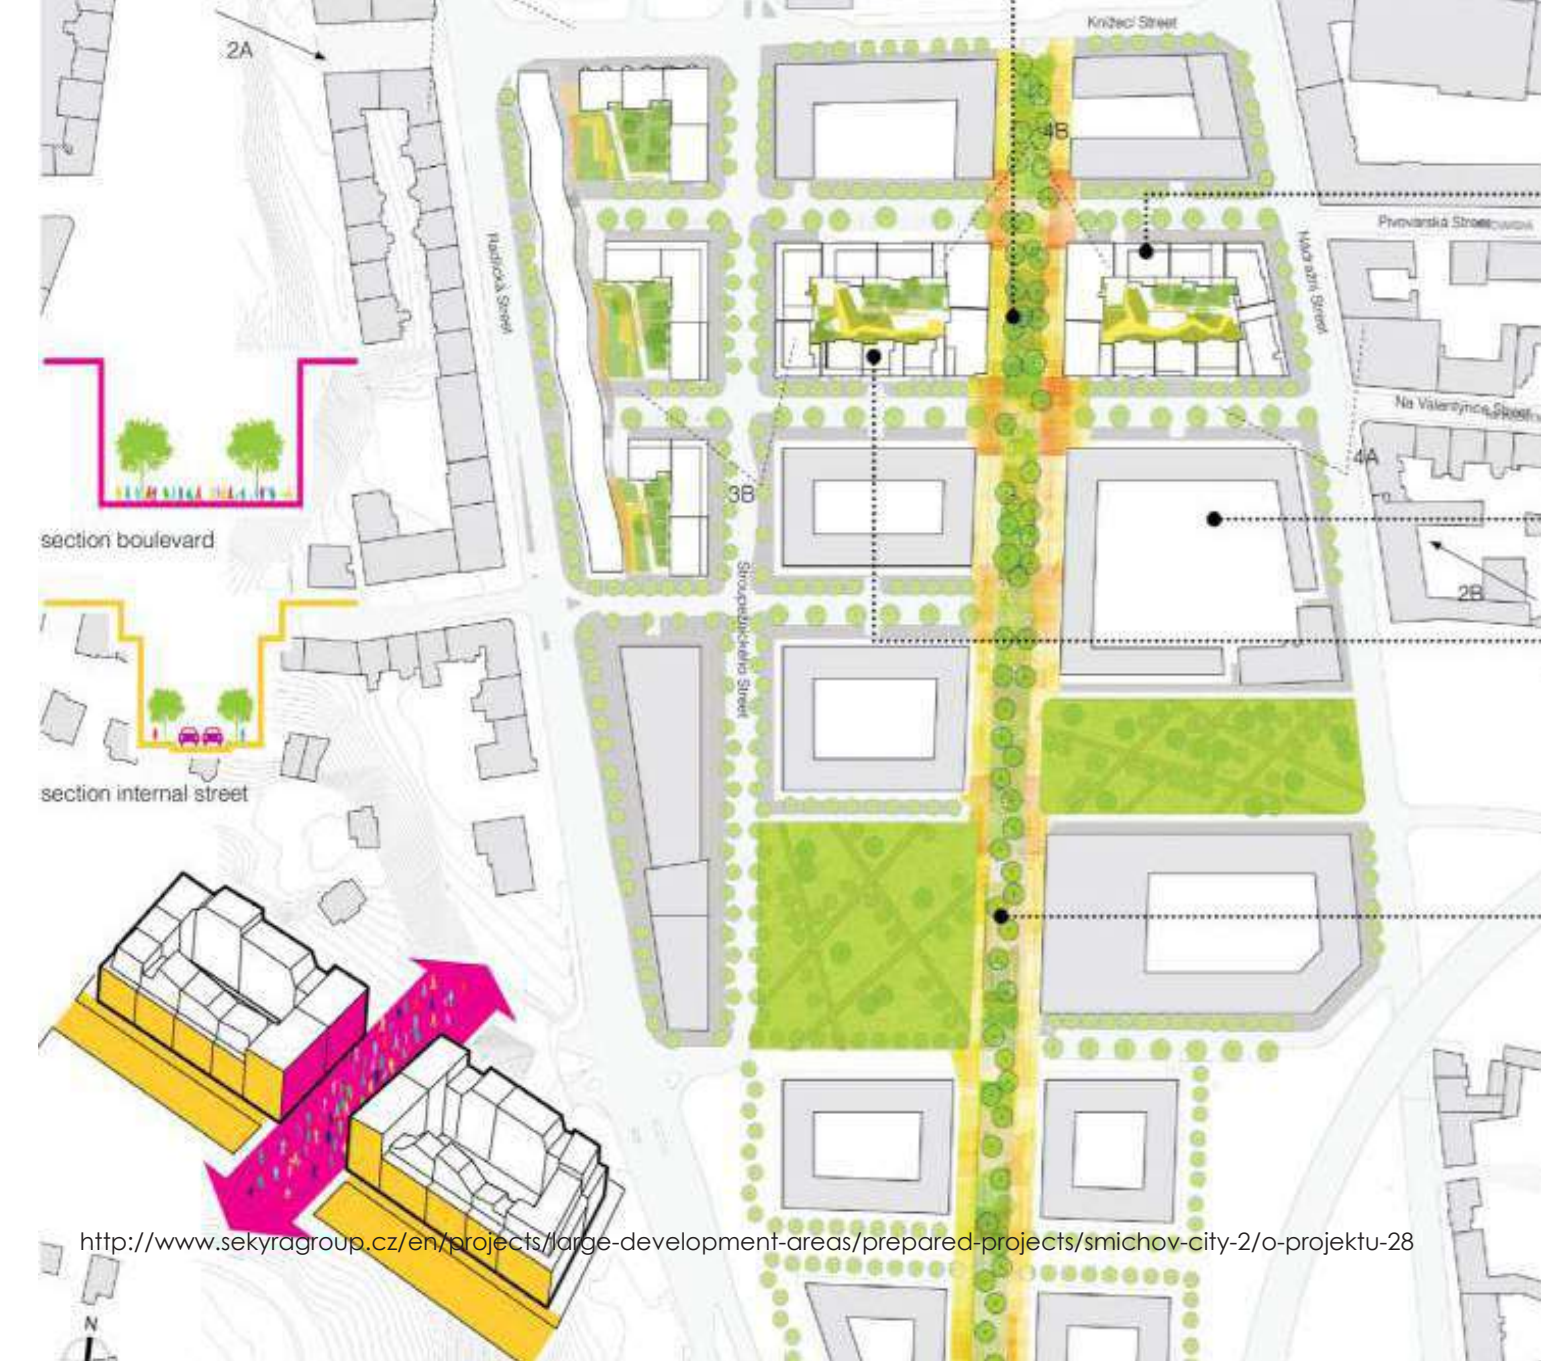 Knížecí Street
2A
4B
Pivovarská Street
Radlická Street
Nádražní Street
Na Valentýnce Street
4A
3B
section boulevard
Stroupežnického Street
2B
section internal street
http://www.sekyragroup.cz/en/projects/large-development-areas/prepared-projects/smichov-city-2/o-projektu-28
N